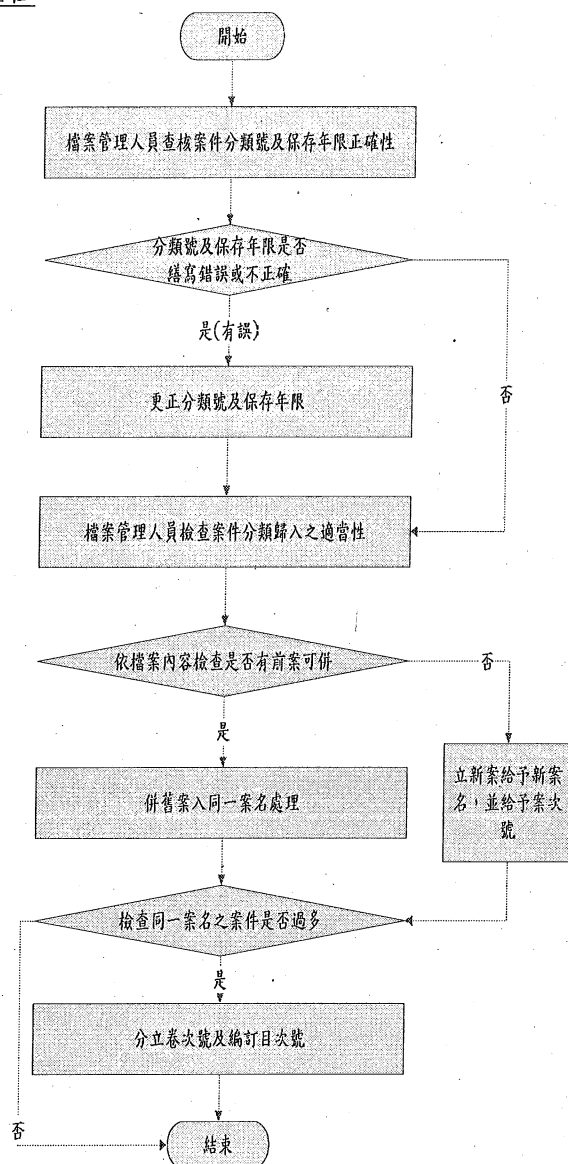 開始
檔案管理人員查核案件分類號及保存年限正確性
分類號及保存年限是否
繕寫錯誤或不正確
是(有誤)
否
更正分類號及保存年限
檔案管理人員檢查案件分類歸入之適當性
依檔案內容檢查是否有前案可併
否
是
立新案給予新案
名，並給予案次
號
併舊案入同一案名處理
檢查同一案名之案件是否過多
是
分立卷次號及編訂目次號
否
結束